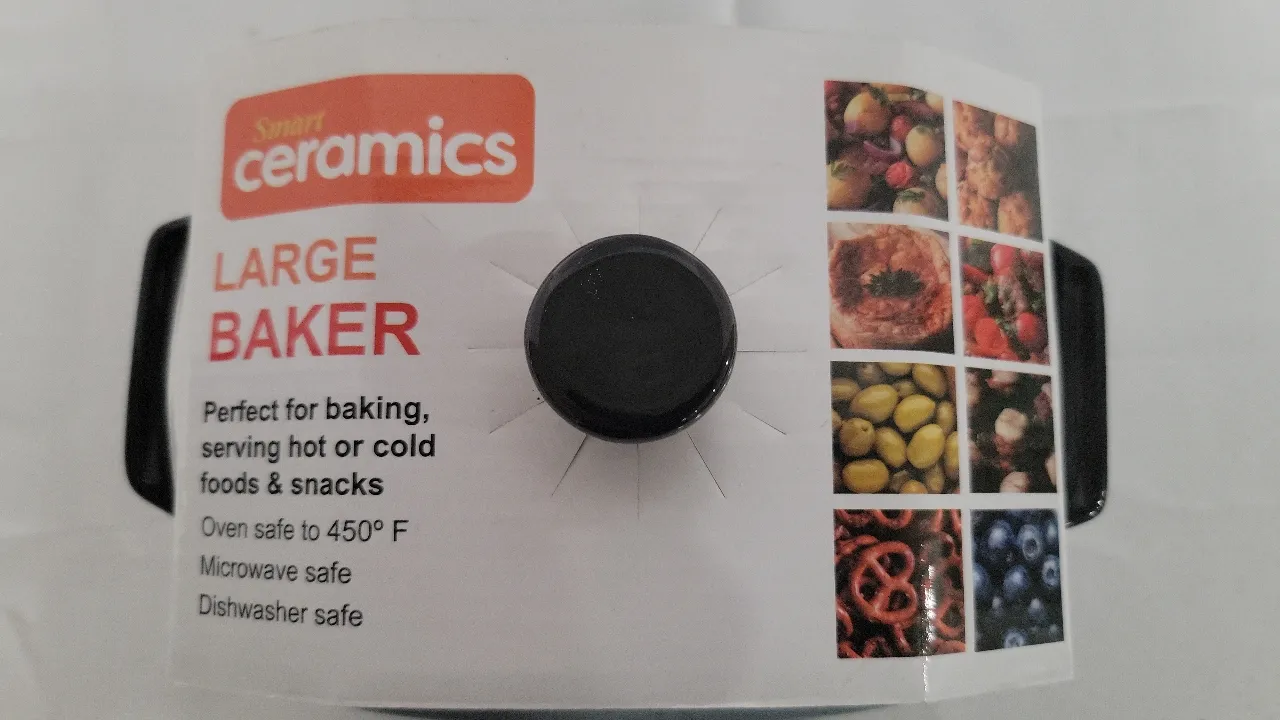 Smart
ceramics
LARGE
BAKER
Perfect for baking,
serving hot or cold
foods & snacks
Oven safe to 450º F
Microwave safe
Dishwasher safe